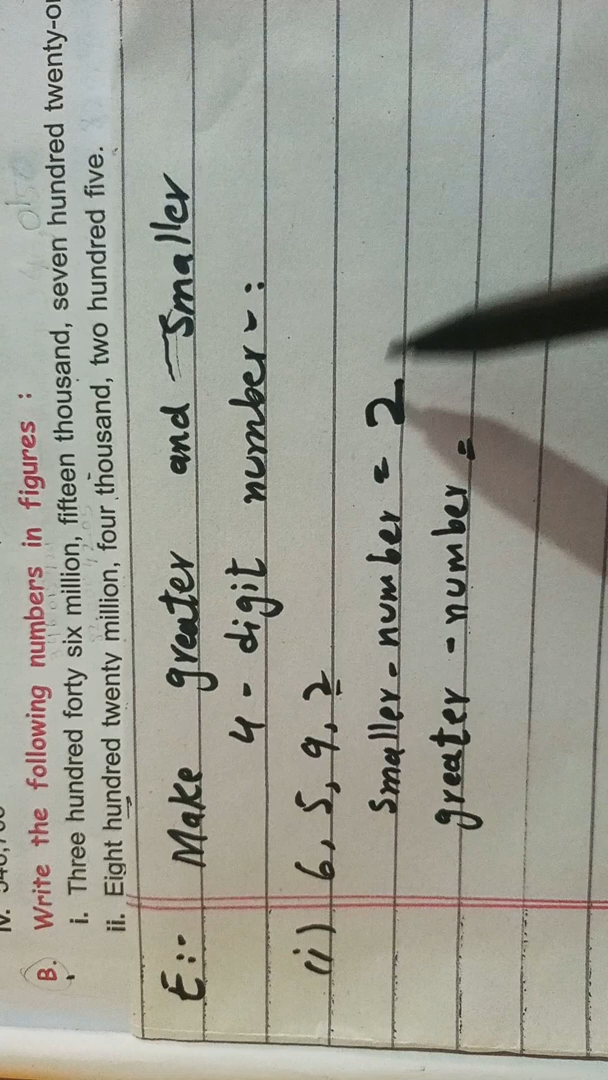 B. Write the following numbers in figures :
i. Three hundred forty six million, fifteen thousand, seven hundred twenty-o
ii. Eight hundred twenty million, four thousand, two hundred five.
E:- Make greater and Smaller
4 - digit number - :
(i) 6, 5, 9, 2
Smaller - number = 2
greater - number =